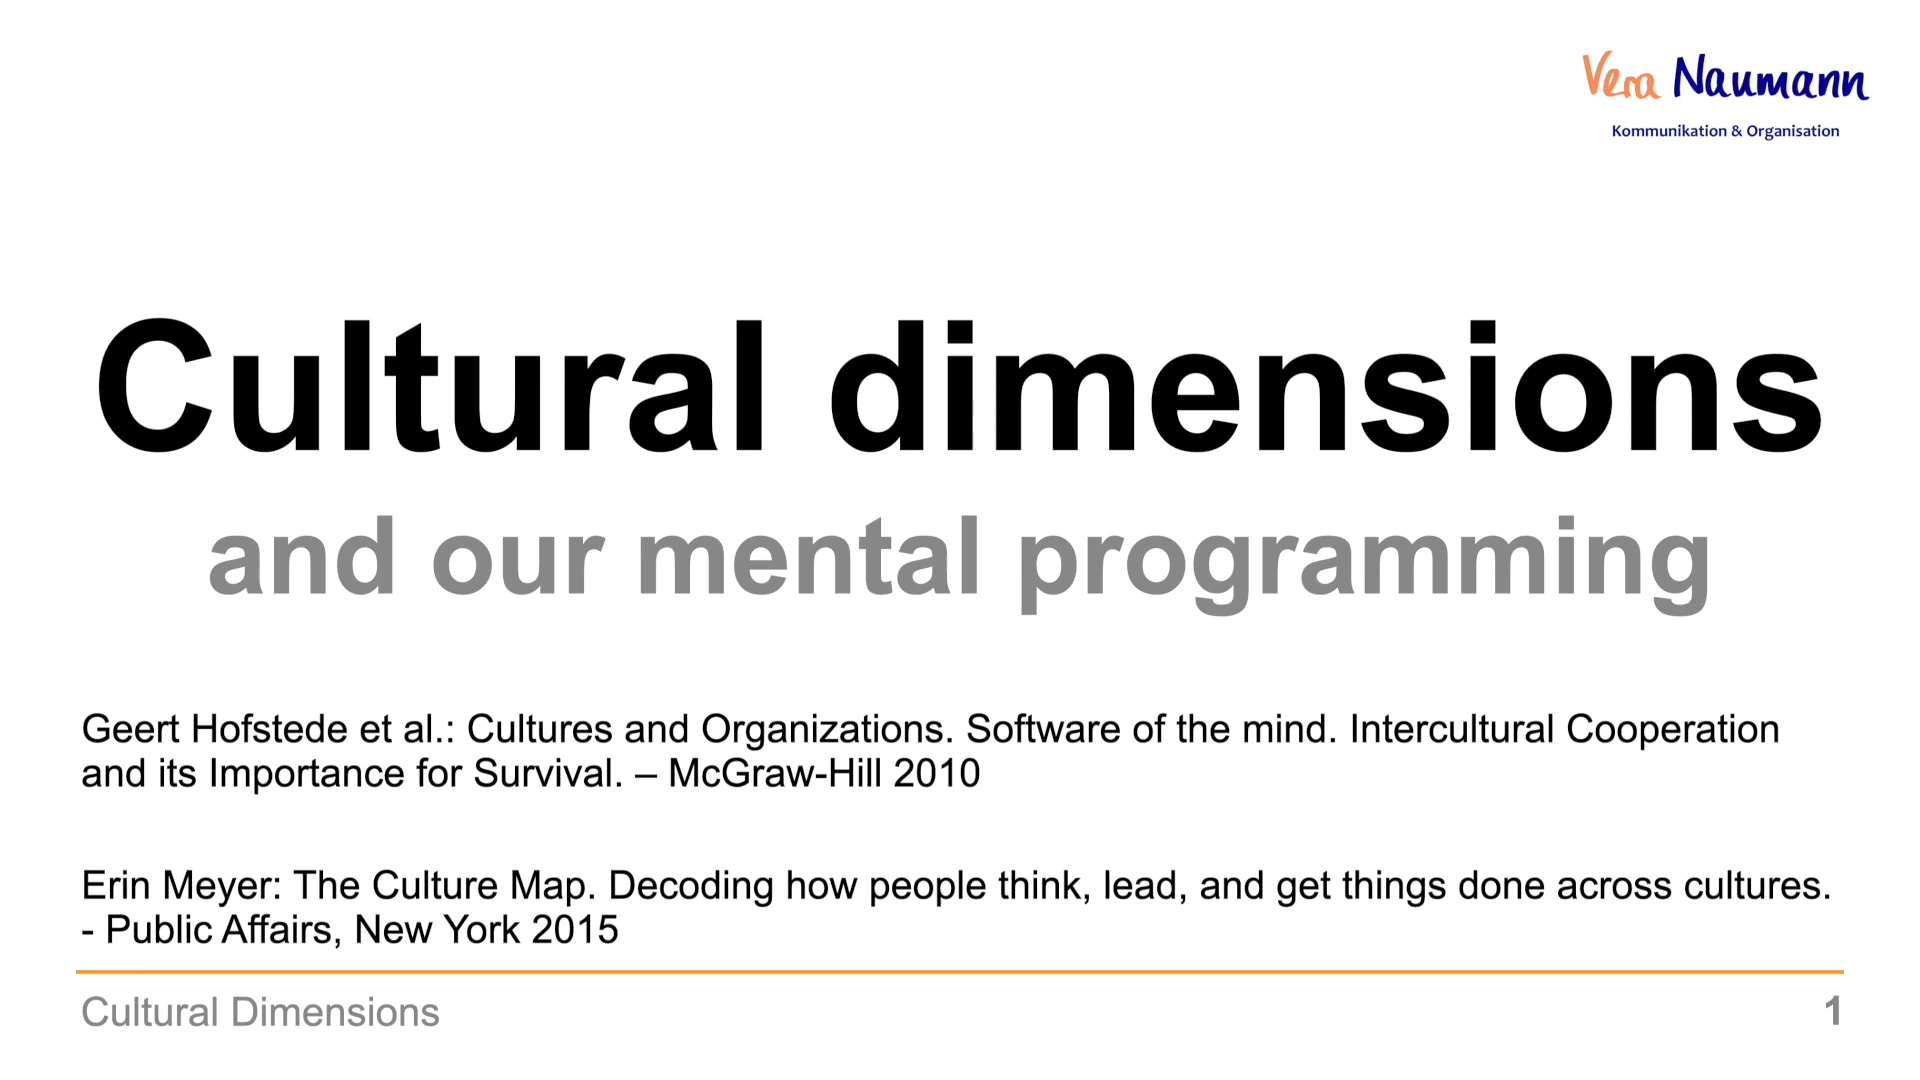 Vera Naumann
Kommunikation & Organisation
Cultural dimensions
and our mental programming
Geert Hofstede et al.: Cultures and Organizations. Software of the mind. Intercultural Cooperation
and its Importance for Survival. – McGraw-Hill 2010
Erin Meyer: The Culture Map. Decoding how people think, lead, and get things done across cultures.
- Public Affairs, New York 2015
Cultural Dimensions
1